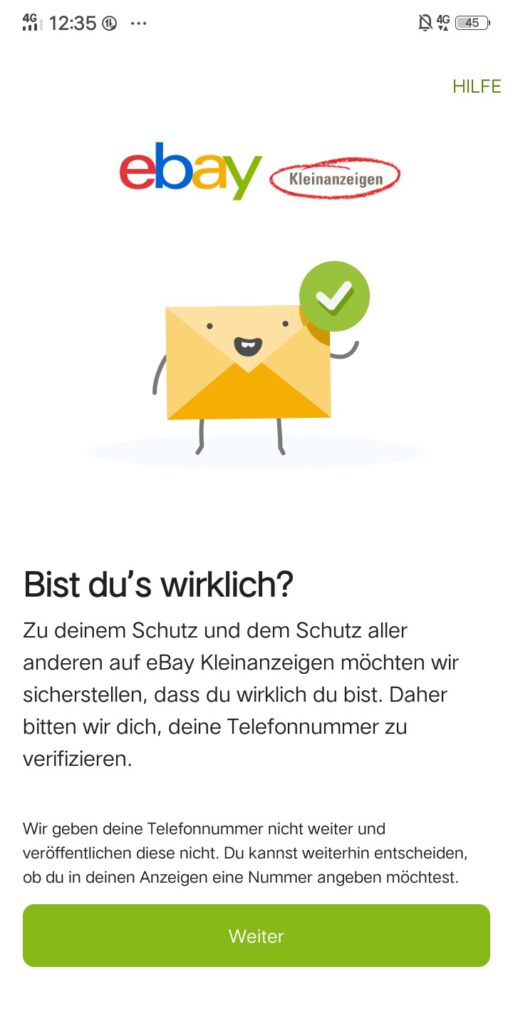 4G 12:35 ··· 4G 45
HILFE
ebay Kleinanzeigen
Bist du's wirklich?
Zu deinem Schutz und dem Schutz aller
anderen auf eBay Kleinanzeigen möchten wir
sicherstellen, dass du wirklich du bist. Daher
bitten wir dich, deine Telefonnummer zu
verifizieren.
Wir geben deine Telefonnummer nicht weiter und
veröffentlichen diese nicht. Du kannst weiterhin entscheiden,
ob du in deinen Anzeigen eine Nummer angeben möchtest.
Weiter